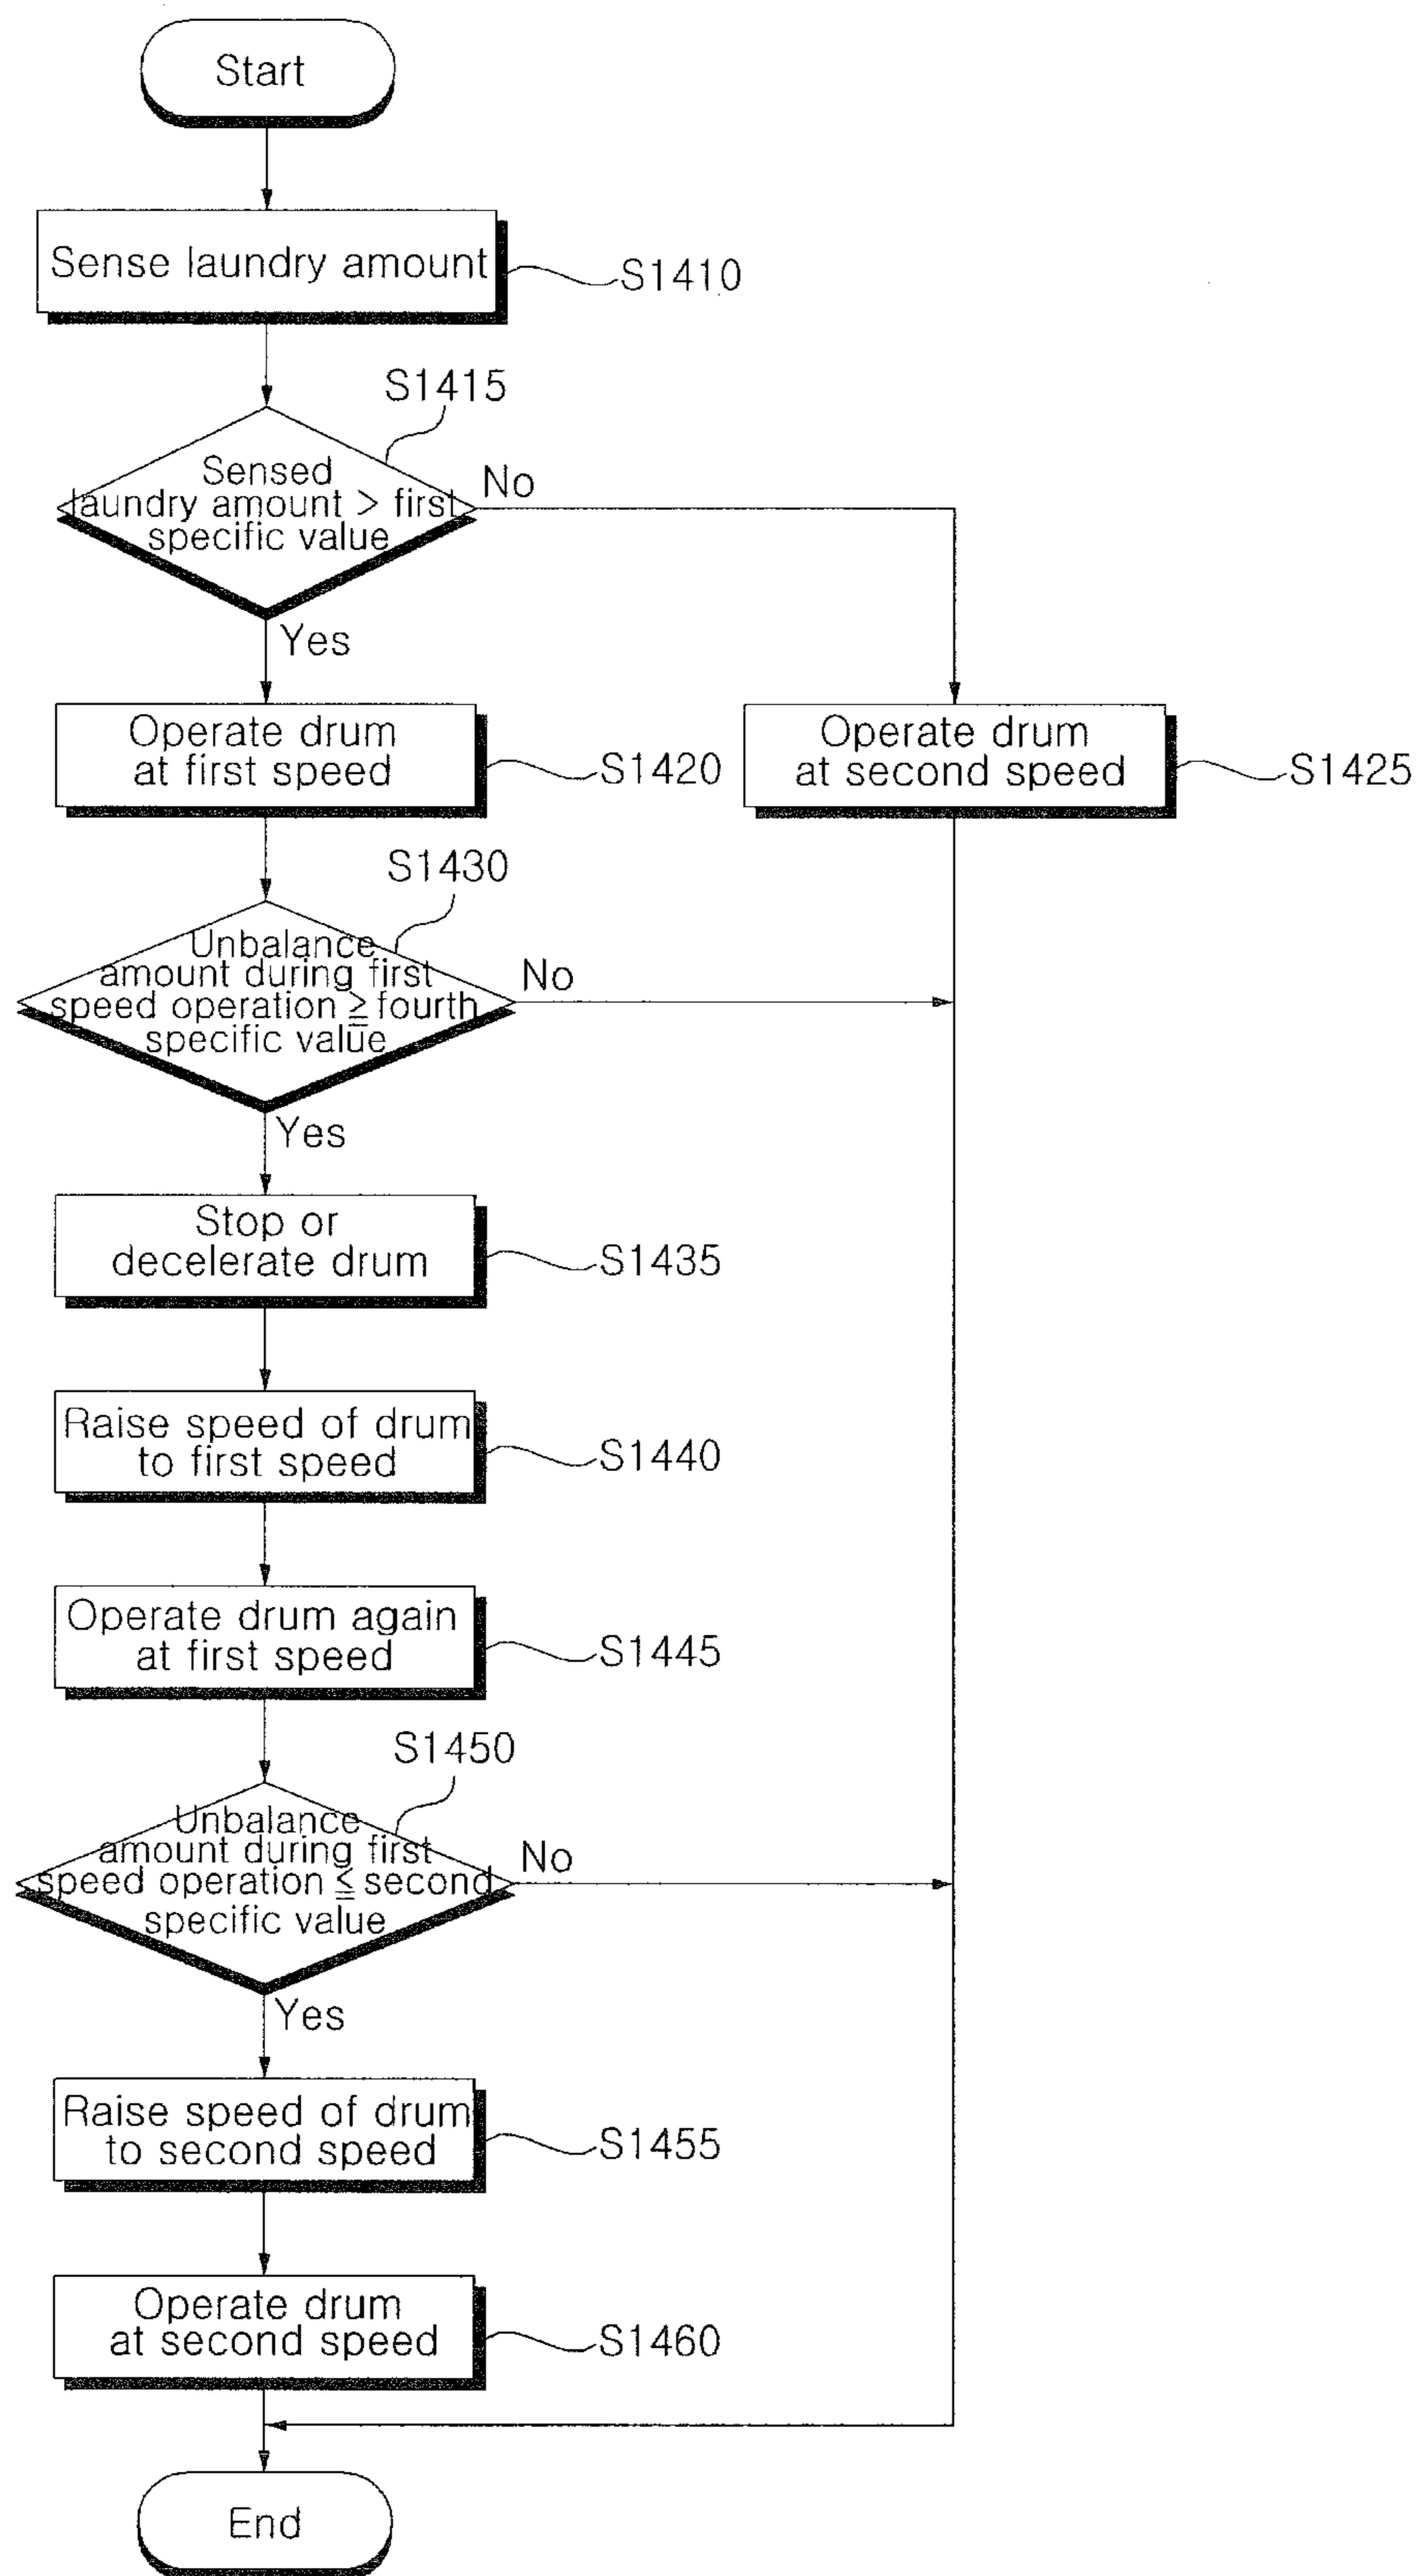 Start
Sense laundry amount
S1410
S1415
Sensed
laundry amount > first
specific value
No
Yes
Operate drum
at first speed
S1420
Operate drum
at second speed
S1425
S1430
Unbalance
amount during first
speed operation ≧ fourth
specific value
No
Yes
Stop or
decelerate drum
S1435
Raise speed of drum
to first speed
S1440
Operate drum again
at first speed
S1445
S1450
Unbalance
amount during first
speed operation ≦ second
specific value
No
Yes
Raise speed of drum
to second speed
S1455
Operate drum
at second speed
S1460
End